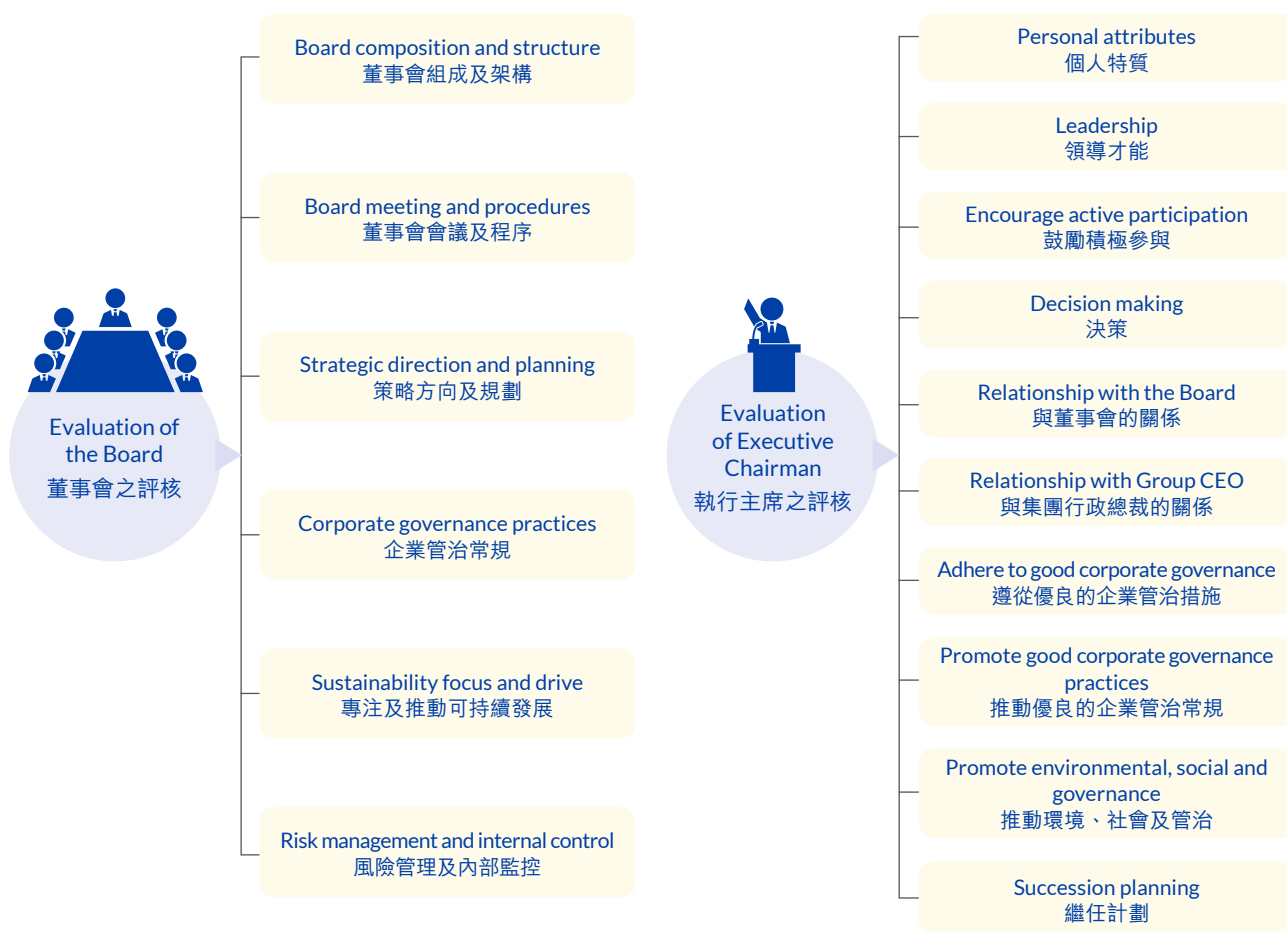 Evaluation of
the Board
董事會之評核
Board composition and structure
董事會組成及架構
Board meeting and procedures
董事會會議及程序
Strategic direction and planning
策略方向及規劃
Corporate governance practices
企業管治常規
Sustainability focus and drive
專注及推動可持續發展
Risk management and internal control
風險管理及內部監控
Evaluation
of Executive
Chairman
執行主席之評核
Personal attributes
個人特質
Leadership
領導才能
Encourage active participation
鼓勵積極參與
Decision making
決策
Relationship with the Board
與董事會的關係
Relationship with Group CEO
與集團行政總裁的關係
Adhere to good corporate governance
遵從優良的企業管治措施
Promote good corporate governance
practices
推動優良的企業管治常規
Promote environmental, social and
governance
推動環境、社會及管治
Succession planning
繼任計劃